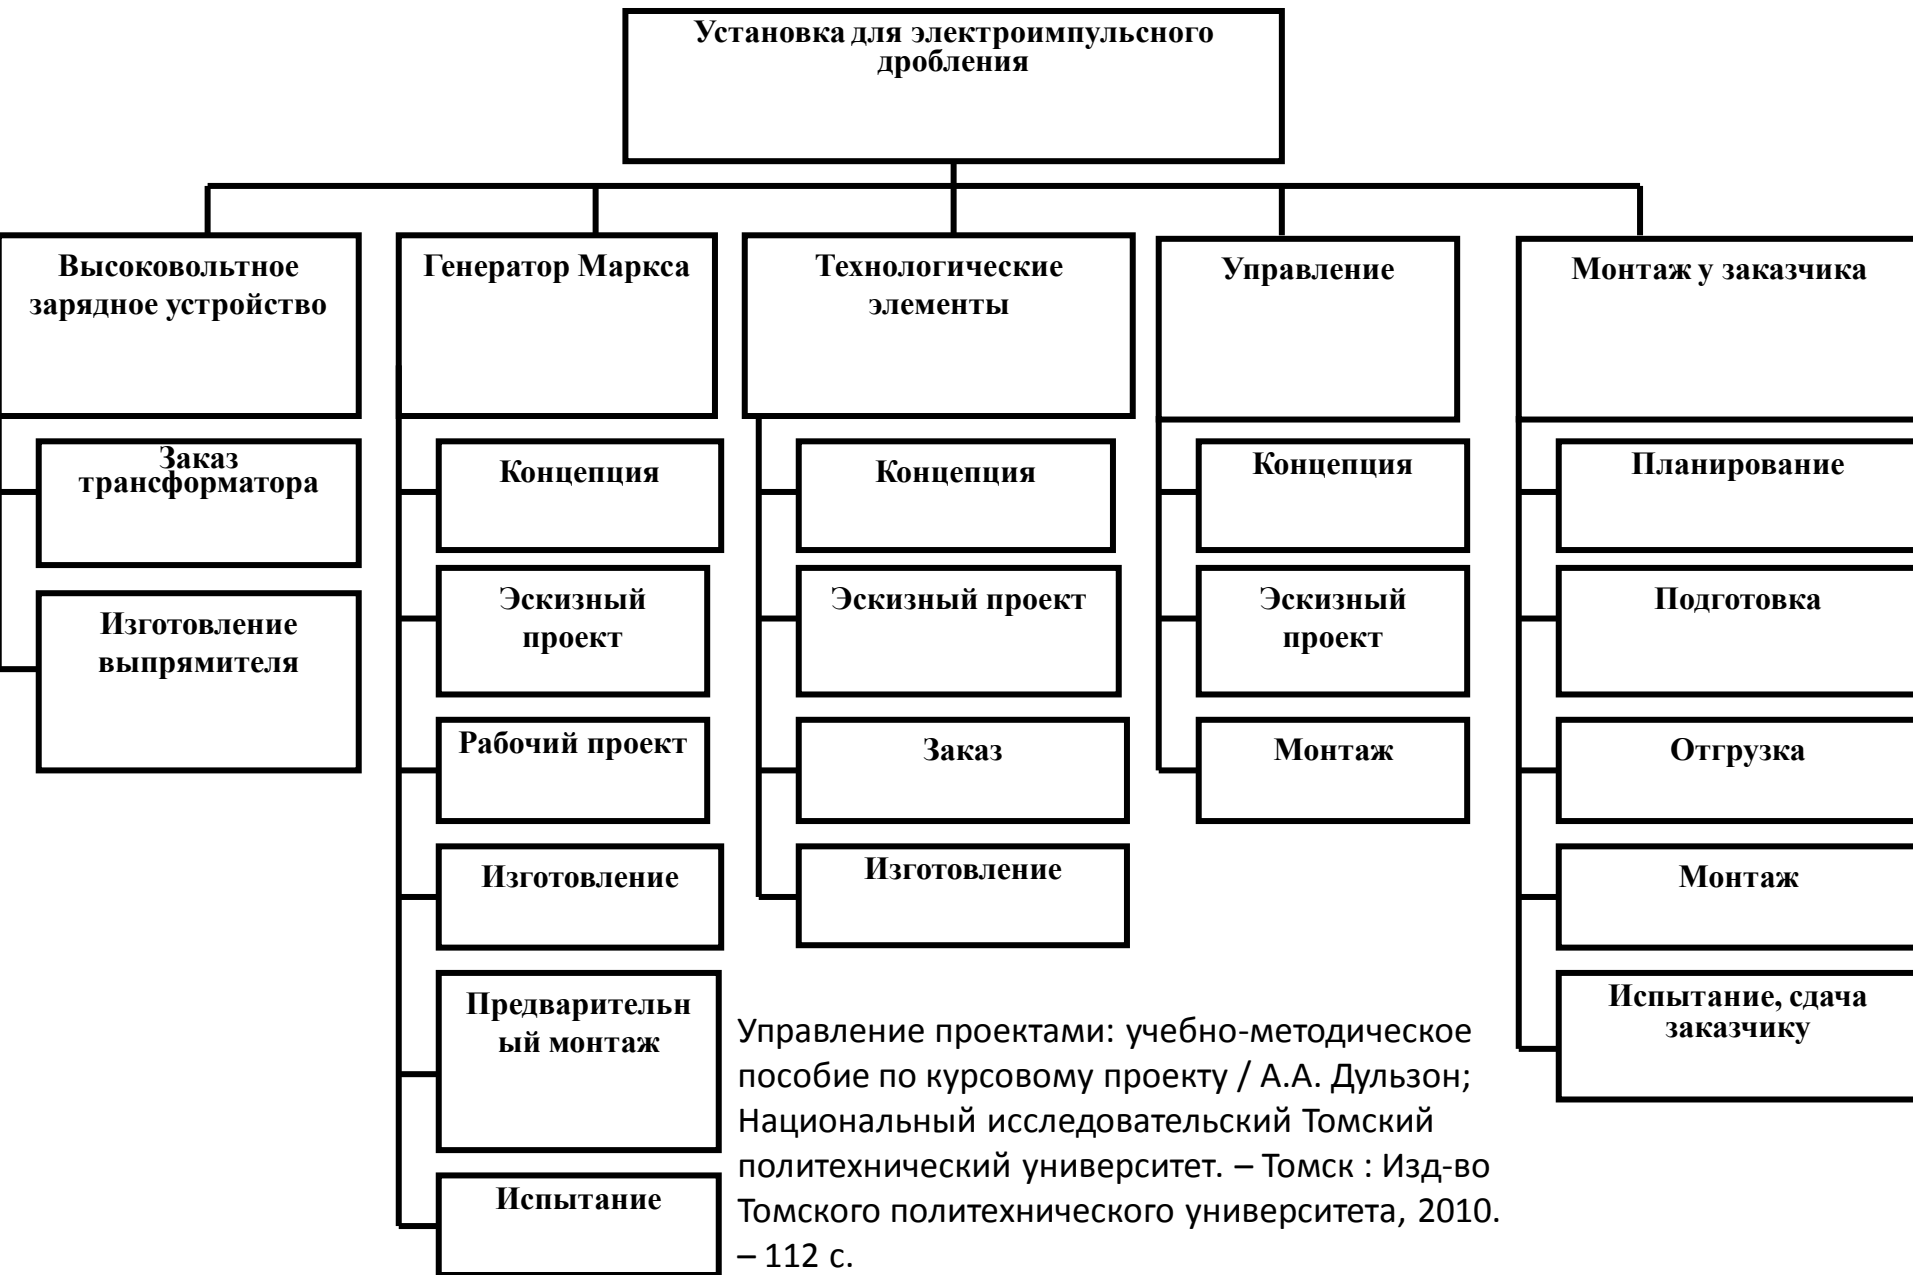 Установка для электроимпульсного
дробления
Высоковольтное
зарядное устройство
Генератор Маркса
Технологические
элементы
Управление
Монтаж у заказчика
Заказ
трансформатора
Изготовление
выпрямителя
Концепция
Эскизный
проект
Рабочий проект
Изготовление
Предварительн
ый монтаж
Испытание
Концепция
Эскизный проект
Заказ
Изготовление
Концепция
Эскизный
проект
Монтаж
Планирование
Подготовка
Отгрузка
Монтаж
Испытание, сдача
заказчику
Управление проектами: учебно-методическое
пособие по курсовому проекту / А.А. Дульзон;
Национальный исследовательский Томский
политехнический университет. – Томск : Изд-во
Томского политехнического университета, 2010.
– 112 с.